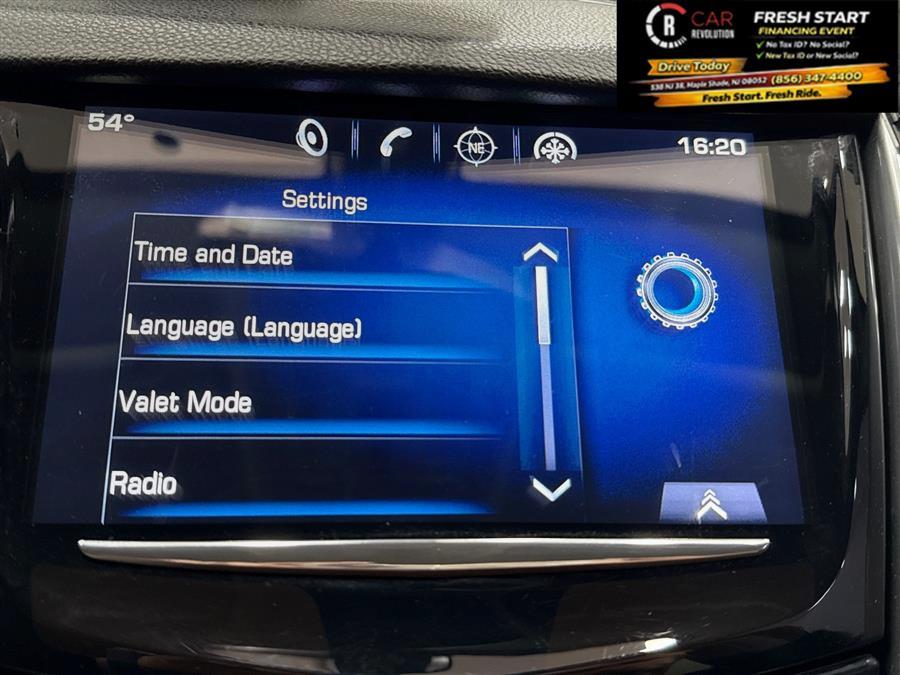 R CAR
REVOLUTION
FRESH START
FINANCING EVENT
✓ No Tax ID? No Social?
✓ New Tax ID or New Social?
Drive Today
538 NJ 38, Maple Shade, NJ 08052 (856) 347-4400
Fresh Start. Fresh Ride.
54° NE 16:20
Settings
Time and Date
Language (Language)
Valet Mode
Radio